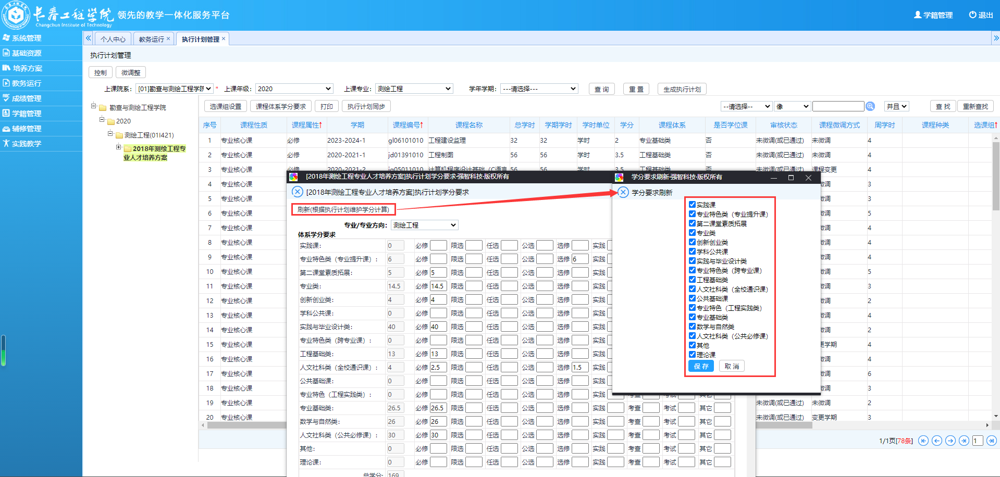 长春工程学院
Changchun Institute of Technology
领先的教学一体化服务平台
学籍管理 退出
系统管理
基础资源
培养方案
教务运行
成绩管理
学籍管理
辅修管理
实践教学
个人中心 教务运行 × 执行计划管理 ×
执行计划管理
控制 微调整
上课院系： [01]勘查与测绘工程学院 * 上课年级： 2020 上课专业： 测绘工程 学年学期： ---请选择--- 查 询 重 置 生成执行计划
勘查与测绘工程学院
2020
测绘工程(01I421)
2018年测绘工程专
业人才培养方案
选课组设置 课程体系学分要求 打印 执行计划同步 --请选择-- 像 并且 查 找 重新查找
序号 课程性质 课程属性↑ 学期 课程编号↑ 课程名称 总学时 学期学时 学时单位 学分 课程体系 是否学位课 审核状态 课程微调方式 周学时 课程种类 选课组↑
1 专业核心课 必修 2023-2024-1 gl06101010 工程建设监理 32 32 学时 2 专业基础类 否 未微调(或已通过) 未微调 4
2 专业核心课 必修 2020-2021-1 jd01391010 工程制图 56 56 学时 3.5 工程基础类 否 未微调(或已通过) 未微调 4
3 专业核心课 必修 2020-2021-2 jg05011010 计算机程序设计基础（C语言 56 56 学时 3.5 工程基础类 否 未微调(或已通过) 课程变更 4
4 专业核心课 微调 3
5 专业核心课 微调 3
6 专业核心课 微调 5
7 专业核心课 微调 4
8 专业核心课 微调 4
9 专业核心课 微调 4
10 专业核心课 微调 5
11 专业核心课 微调 3
12 专业核心课 微调 2
13 专业核心课 微调 4
14 专业核心课 微调 2
15 专业核心课 更学期 4
16 专业核心课 微调 4
17 专业核心课 微调 6
18 专业核心课 微调 3
19 专业核心课 未微调(或已通过) 未微调 2
20 专业核心课 未微调(或已通过) 变更学期 3
1/1页[78条] 1
[2018年测绘工程专业人才培养方案]执行计划学分要求-强智科技-版权所有
[2018年测绘工程专业人才培养方案]执行计划学分要求
刷新(根据执行计划维护学分计算)
专业/专业方向： 测绘工程
体系学分要求
实践课: 0 必修 限选 任选 公选 选修 实践
专业特色类（专业提升课）: 6 必修 限选 任选 公选 选修 6 实践
第二课堂素质拓展: 5 必修 5 限选 任选 公选 选修 实践
专业类: 14.5 必修 14.5 限选 任选 公选 选修 实践
创新创业类: 4 必修 4 限选 任选 公选 选修 实践
学科公共课: 0 必修 限选 任选 公选 选修 实践
实践与毕业设计类: 40 必修 40 限选 任选 公选 选修 实践
专业特色类（跨专业课）: 0 必修 限选 任选 公选 选修 实践
工程基础类: 13 必修 13 限选 任选 公选 选修 实践
人文社科类（全校通识课）: 4 必修 2.5 限选 任选 公选 选修 1.5 实践
公共基础课: 0 必修 限选 任选 公选 选修 实践
专业特色（工程实践类）: 0 必修 限选 任选 公选 选修 实践 考查 考试 其它
专业基础类: 26.5 必修 26.5 限选 任选 公选 选修 实践 考查 考试 其它
数学与自然类: 26 必修 26 限选 任选 公选 选修 实践 考查 考试 其它
人文社科类（公共必修课）: 30 必修 30 限选 任选 公选 选修 实践 考查 考试 其它
其他: 0 必修 限选 任选 公选 选修 实践 考查 考试 其它
理论课: 0 必修 限选 任选 公选 选修 实践 考查 考试 其它
总学分: 169
学分要求刷新-强智科技-版权所有
学分要求刷新
实践课
专业特色类（专业提升课）
第二课堂素质拓展
专业类
创新创业类
学科公共课
实践与毕业设计类
专业特色类（跨专业课）
工程基础类
人文社科类（全校通识课）
公共基础课
专业特色（工程实践类）
专业基础类
数学与自然类
人文社科类（公共必修课）
其他
理论课
保 存 取 消